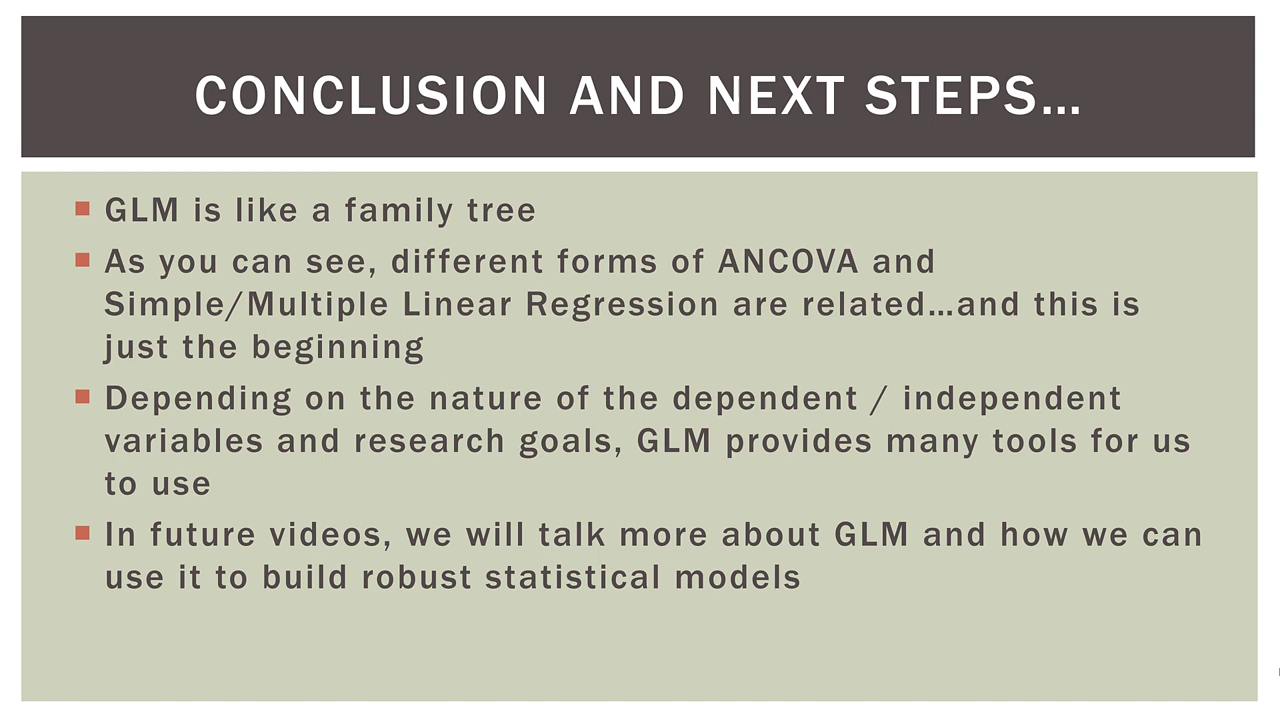 CONCLUSION AND NEXT STEPS…
GLM is like a family tree
As you can see, different forms of ANCOVA and
Simple/Multiple Linear Regression are related…and this is
just the beginning
Depending on the nature of the dependent / independent
variables and research goals, GLM provides many tools for us
to use
In future videos, we will talk more about GLM and how we can
use it to build robust statistical models